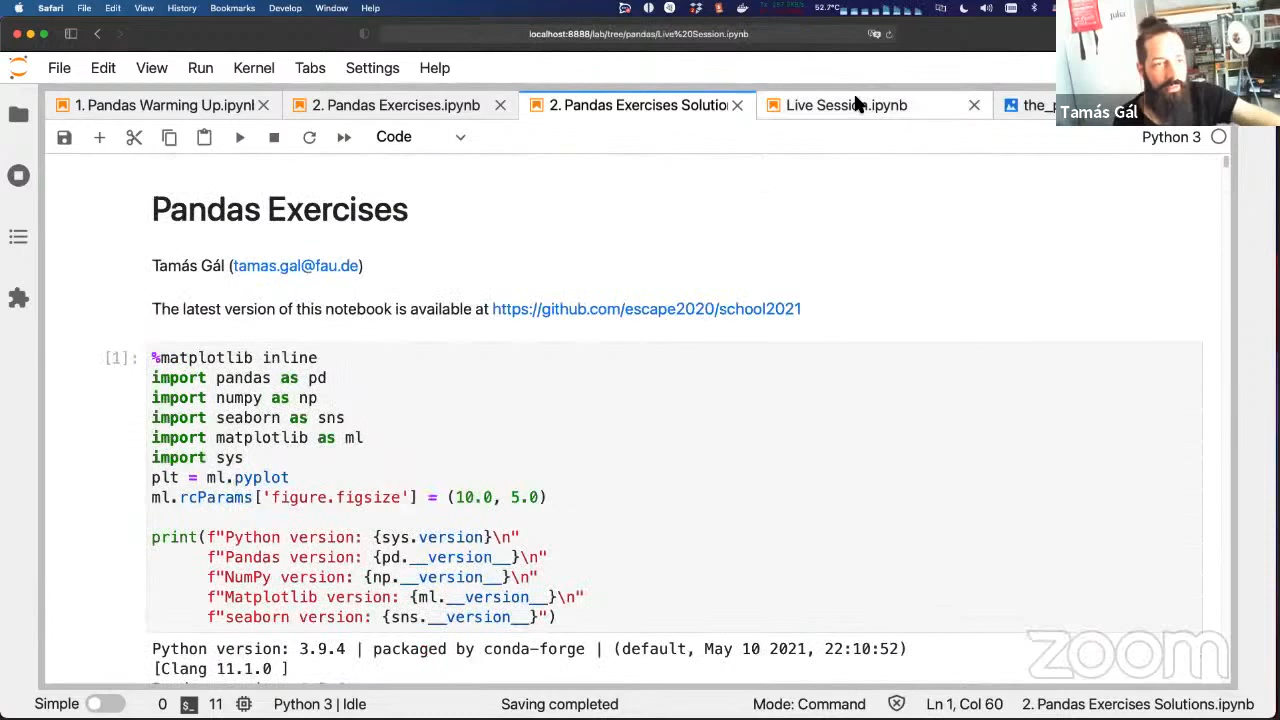 Safari File Edit View History Bookmarks Develop Window Help
52.7°C
localhost:8888/lab/tree/pandas/Live%20Session.ipynb
File Edit View Run Kernel Tabs Settings Help
1. Pandas Warming Up.ipynl
2. Pandas Exercises.ipynb
2. Pandas Exercises Solution
Live Session.ipynb
the_p
Tamás Gál
Code
Python 3
Pandas Exercises
Tamás Gál (tamas.gal@fau.de)
The latest version of this notebook is available at https://github.com/escape2020/school2021
[1]:
%matplotlib inline
import pandas as pd
import numpy as np
import seaborn as sns
import matplotlib as ml
import sys
plt = ml.pyplot
ml.rcParams['figure.figsize'] = (10.0, 5.0)
print(f"Python version: {sys.version}\n"
f"Pandas version: {pd.__version__}\n"
f"NumPy version: {np.__version__}\n"
f"Matplotlib version: {ml.__version__}\n"
f"seaborn version: {sns.__version__}")
Python version: 3.9.4 | packaged by conda-forge | (default, May 10 2021, 22:10:52)
[Clang 11.1.0 ]
zoom
Simple 0 $_ 11 Python 3 | Idle Saving completed Mode: Command Ln 1, Col 60 2. Pandas Exercises Solutions.ipynb